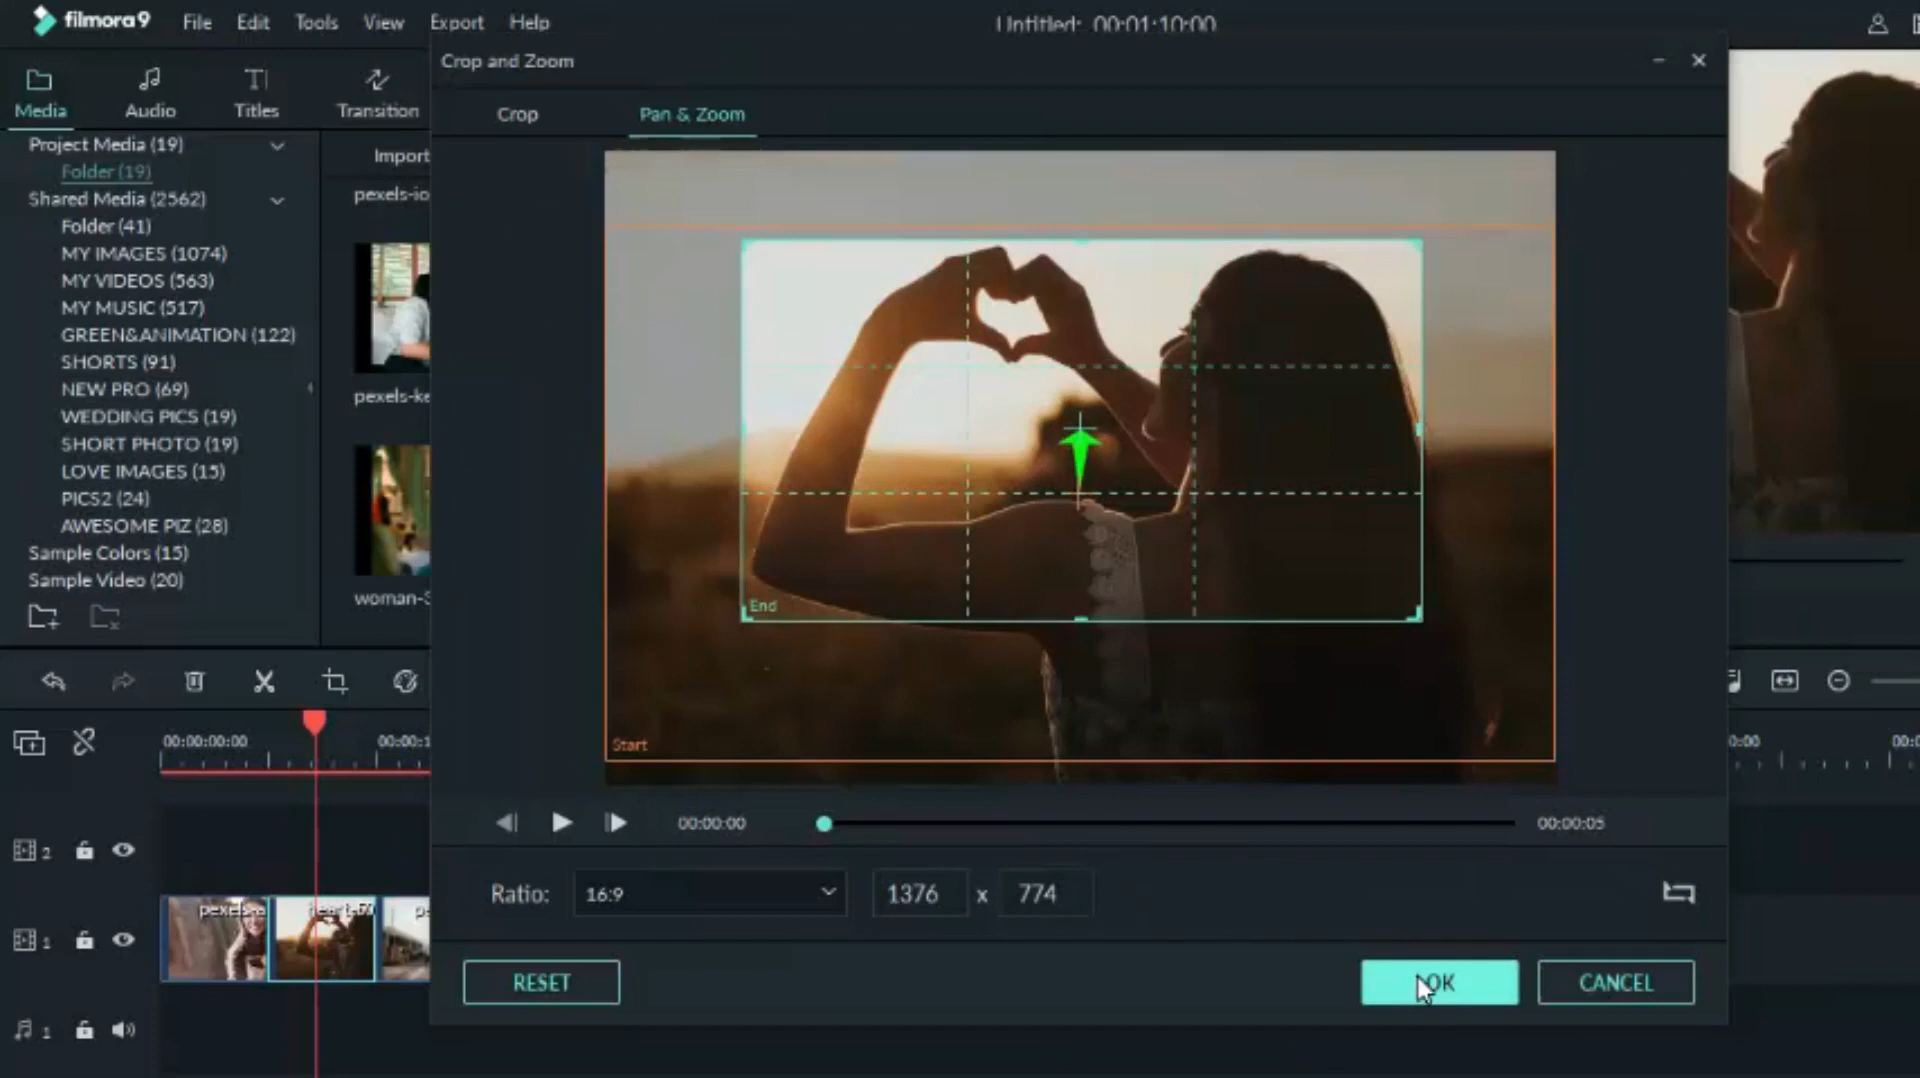 filmora9 File Edit Tools View Export Help
Untitled: 00:01:10:00
Media Audio Titles Transition
Project Media (19)
Folder (19)
Shared Media (2562)
Folder (41)
MY IMAGES (1074)
MY VIDEOS (563)
MY MUSIC (517)
GREEN&ANIMATION (122)
SHORTS (91)
NEW PRO (69)
WEDDING PICS (19)
SHORT PHOTO (19)
LOVE IMAGES (15)
PICS2 (24)
AWESOME PIZ (28)
Sample Colors (15)
Sample Video (20)
Import
pexels-io
pexels-ke
woman-3
Crop and Zoom
Crop Pan & Zoom
End
Start
00:00:00 00:00:05
Ratio: 16:9 1376 x 774
RESET OK CANCEL
00:00:00:00 00:00:1
0:00 00:0
2
pexels-a heart-60 p
1
1